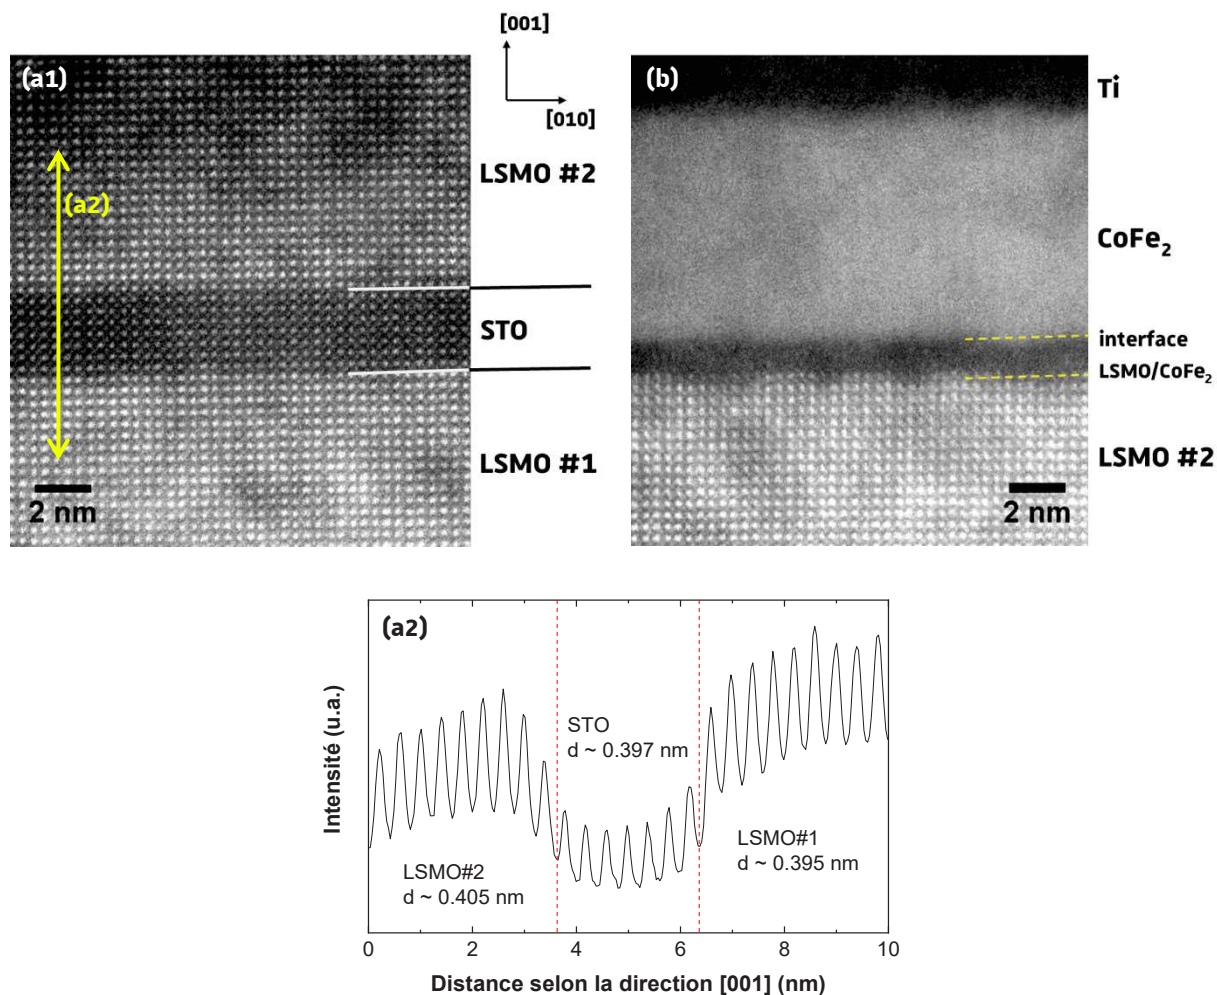 [001]
[010]
(a1)
(a2)
LSMO #2
STO
LSMO #1
2 nm
(b)
Ti
CoFe₂
interface
LSMO/CoFe₂
LSMO #2
2 nm
(a2)
Intensité (u.a.)
STO
d ~ 0.397 nm
LSMO#2
d ~ 0.405 nm
LSMO#1
d ~ 0.395 nm
0 2 4 6 8 10
Distance selon la direction [001] (nm)